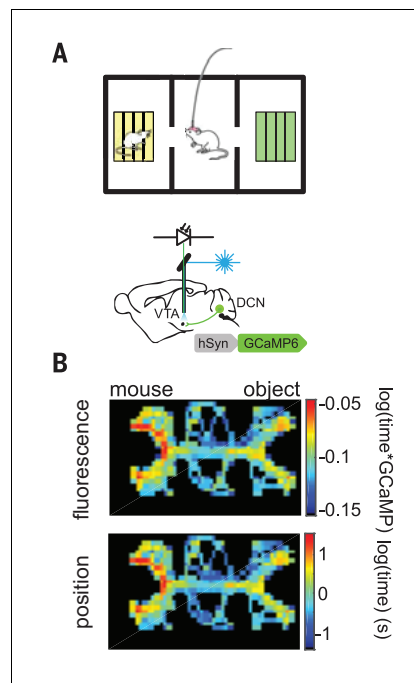 A
VTA
DCN
hSyn
GCaMP6
B
mouse
object
fluorescence
-0.05
-0.1
-0.15
log(time*GCaMP)
position
1
0
-1
log(time) (s)